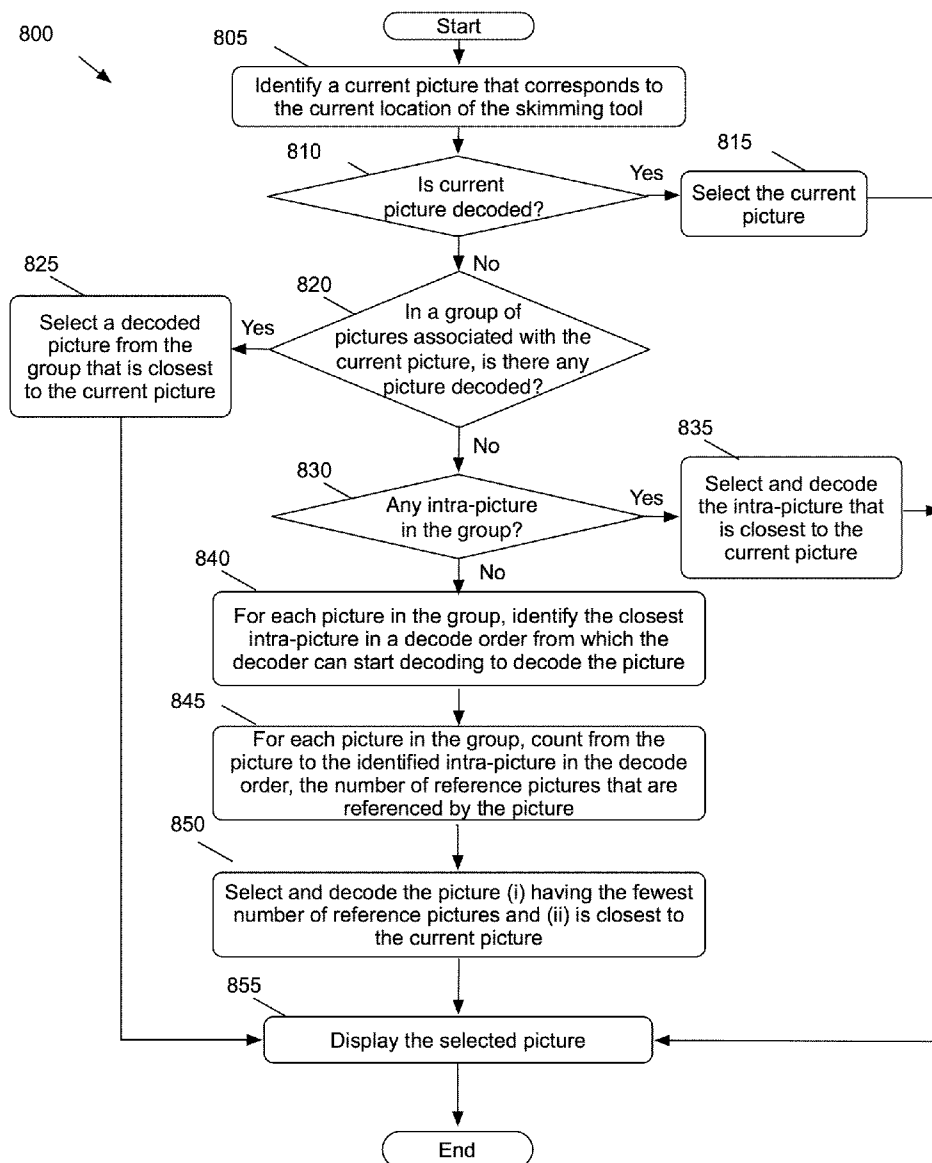 800
Start
805
Identify a current picture that corresponds to
the current location of the skimming tool
810
Is current
picture decoded?
Yes
815
Select the current
picture
No
820
In a group of
pictures associated with the
current picture, is there any
picture decoded?
Yes
825
Select a decoded
picture from the
group that is closest
to the current picture
No
830
Any intra-picture
in the group?
Yes
835
Select and decode
the intra-picture that
is closest to the
current picture
No
840
For each picture in the group, identify the closest
intra-picture in a decode order from which the
decoder can start decoding to decode the picture
845
For each picture in the group, count from the
picture to the identified intra-picture in the decode
order, the number of reference pictures that are
referenced by the picture
850
Select and decode the picture (i) having the fewest
number of reference pictures and (ii) is closest to
the current picture
855
Display the selected picture
End